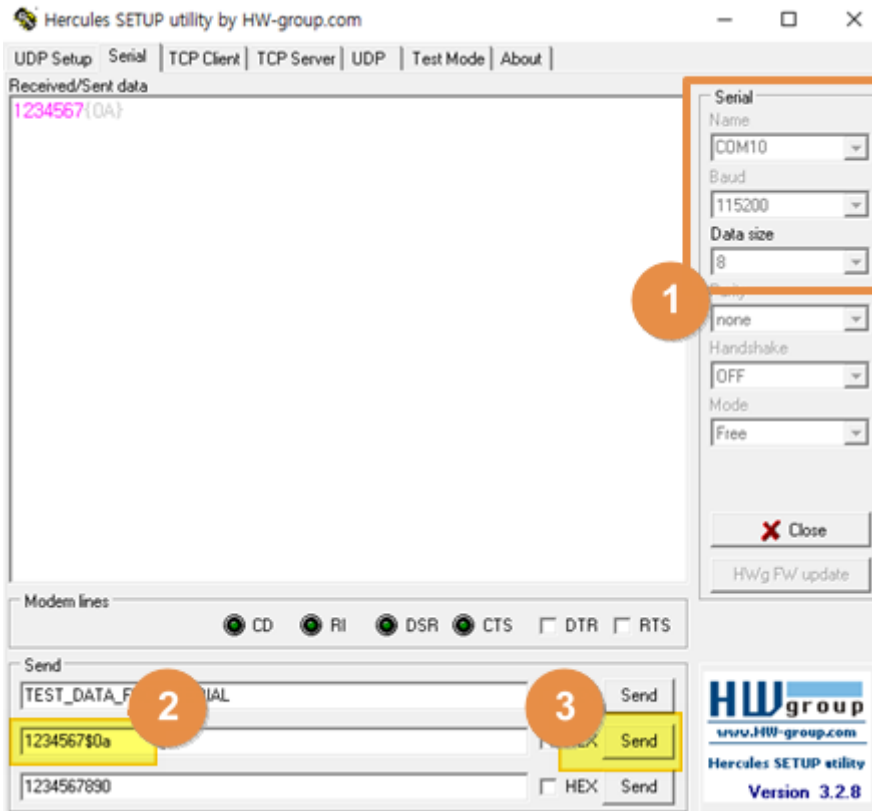 Hercules SETUP utility by HW-group.com
UDP Setup Serial TCP Client TCP Server UDP Test Mode About
Received/Sent data
1234567{0A}
Serial
Name
COM10
Baud
115200
Data size
8
1
none
Handshake
OFF
Mode
Free
Close
HWg FW update
Modem lines
CD RI DSR CTS DTR RTS
Send
TEST_DATA_F 2 RIAL 3 Send
1234567$0a Send
1234567890 HEX Send
HWgroup
www.HW-group.com
Hercules SETUP utility
Version 3.2.8